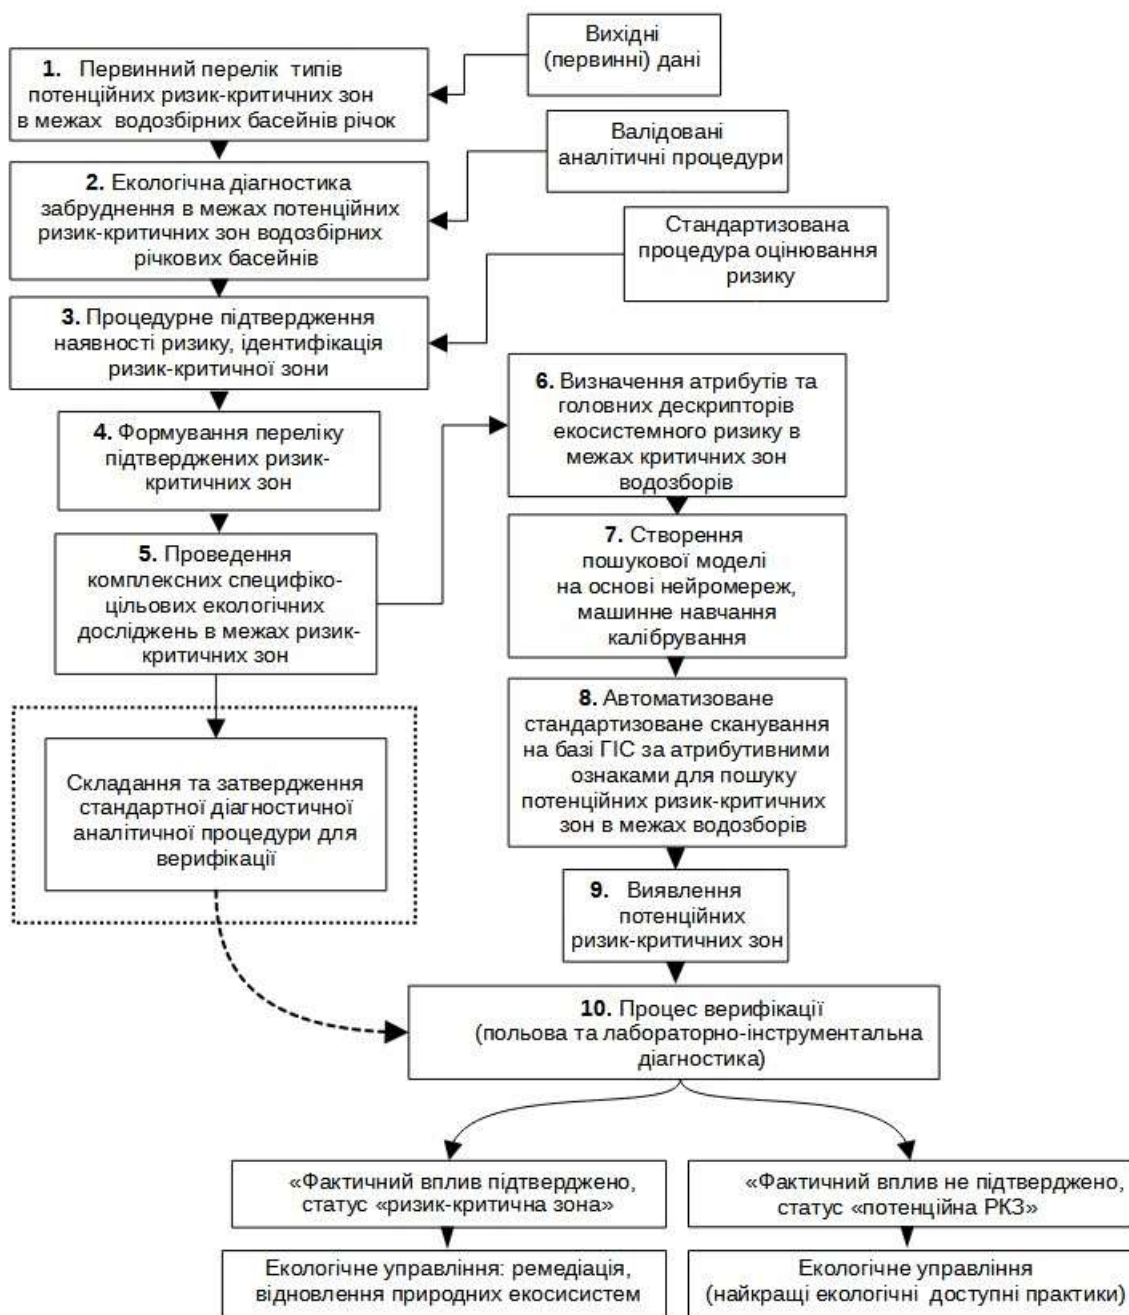 Вихідні
(первинні) дані
1. Первинний перелік типів
потенційних ризик-критичних зон
в межах водозбірних басейнів річок
Валідовані
аналітичні процедури
2. Екологічна діагностика
забруднення в межах потенційних
ризик-критичних зон водозбірних
річкових басейнів
Стандартизована
процедура оцінювання
ризику
3. Процедурне підтвердження
наявності ризику, ідентифікація
ризик-критичної зони
4. Формування переліку
підтверджених ризик-
критичних зон
5. Проведення
комплексних специфіко-
цільових екологічних
досліджень в межах ризик-
критичних зон
6. Визначення атрибутів та
головних дескрипторів
екосистемного ризику в
межах критичних зон
водозборів
7. Створення
пошукової моделі
на основі нейромереж,
машинне навчання
калібрування
8. Автоматизоване
стандартизоване сканування
на базі ГІС за атрибутивними
ознаками для пошуку
потенційних ризик-критичних
зон в межах водозборів
Складання та затвердження
стандартної діагностичної
аналітичної процедури для
верифікації
9. Виявлення
потенційних
ризик-критичних зон
10. Процес верифікації
(польова та лабораторно-інструментальна
діагностика)
«Фактичний вплив підтверджено,
статус «ризик-критична зона»
«Фактичний вплив не підтверджено,
статус «потенційна РКЗ»
Екологічне управління: ремедіація,
відновлення природних екосисистем
Екологічне управління
(найкращі екологічні доступні практики)